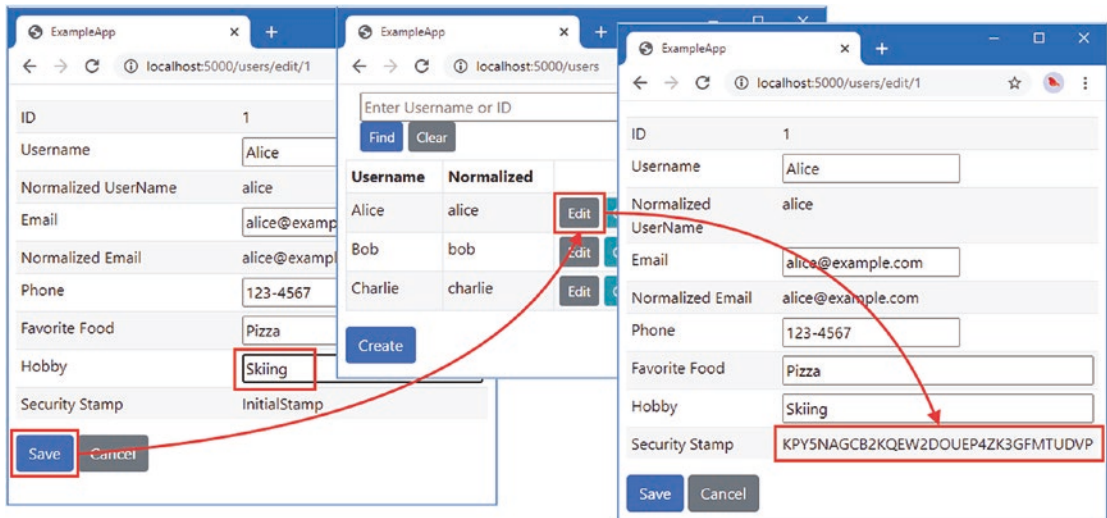 ExampleApp
localhost:5000/users/edit/1
ID 1
Username Alice
Normalized UserName alice
Email alice@examp
Normalized Email alice@exampl
Phone 123-4567
Favorite Food Pizza
Hobby Skiing
Security Stamp InitialStamp
Save Cancel
ExampleApp
localhost:5000/users
Enter Username or ID
Find Clear
Username Normalized
Alice alice Edit
Bob bob Edit
Charlie charlie Edit
Create
ExampleApp
localhost:5000/users/edit/1
ID 1
Username Alice
Normalized alice
UserName
Email alice@example.com
Normalized Email alice@example.com
Phone 123-4567
Favorite Food Pizza
Hobby Skiing
Security Stamp KPY5NAGCB2KQEW2DOUEP4ZK3GFMTUDVP
Save Cancel